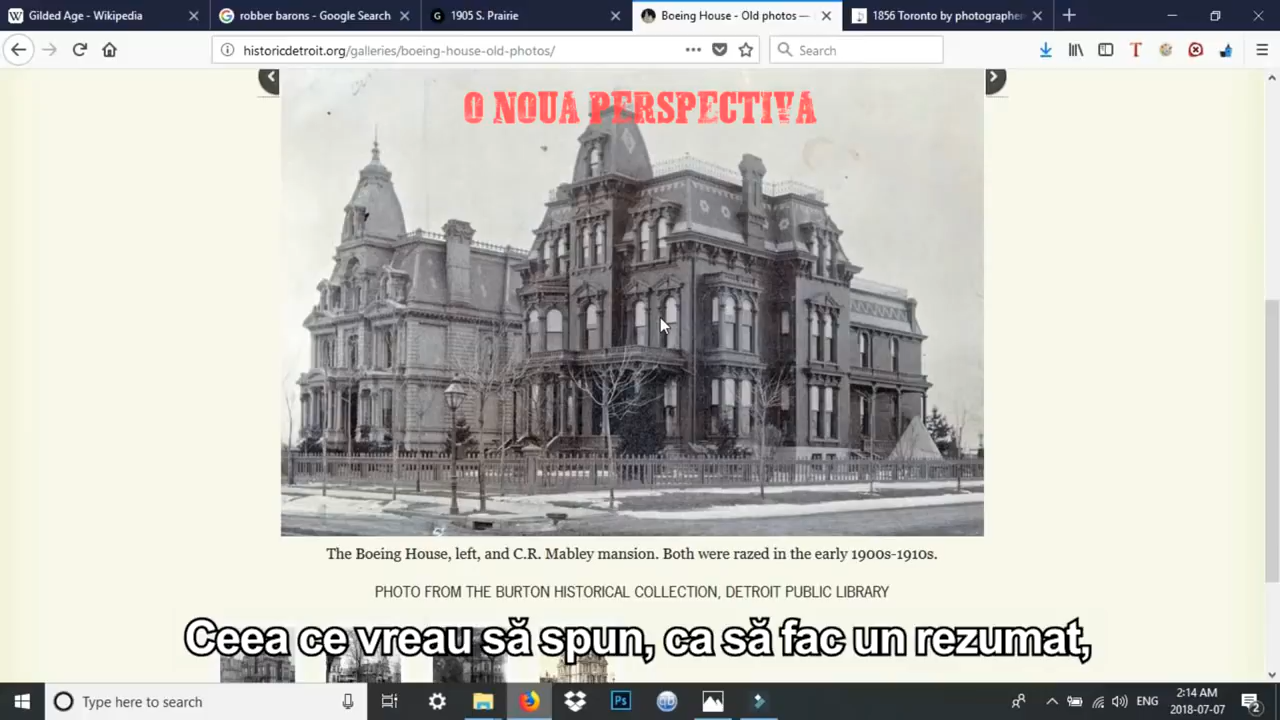 Gilded Age - Wikipedia
robber barons - Google Search
1905 S. Prairie
Boeing House - Old photos —
1856 Toronto by photographer
historicdetroit.org/galleries/boeing-house-old-photos/
Search
O NOUA PERSPECTIVA
The Boeing House, left, and C.R. Mabley mansion. Both were razed in the early 1900s-1910s.
PHOTO FROM THE BURTON HISTORICAL COLLECTION, DETROIT PUBLIC LIBRARY
Ceea ce vreau să spun, ca să fac un rezumat,
Type here to search
ENG
2:14 AM
2018-07-07
2